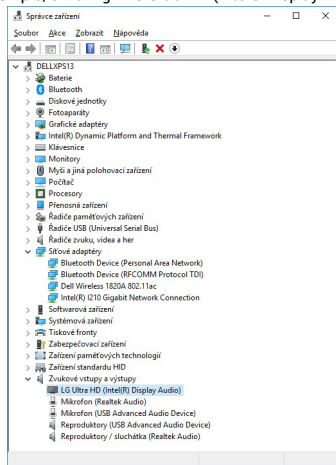 Správce zařízení
Soubor Akce Zobrazit Nápověda
DELLXPS13
Baterie
Bluetooth
Diskové jednotky
Fotoaparáty
Grafické adaptéry
Intel(R) Dynamic Platform and Thermal Framework
Klávesnice
Monitory
Myši a jiná polohovací zařízení
Počítač
Procesory
Přenosná zařízení
Řadiče paměťových zařízení
Řadiče USB (Universal Serial Bus)
Řadiče zvuku, videa a her
Síťové adaptéry
Bluetooth Device (Personal Area Network)
Bluetooth Device (RFCOMM Protocol TDI)
Dell Wireless 1820A 802.11ac
Intel(R) I210 Gigabit Network Connection
Softwarová zařízení
Systémová zařízení
Tiskové fronty
Zabezpečovací zařízení
Zařízení paměťových technologií
Zařízení standardu HID
Zvukové vstupy a výstupy
LG Ultra HD (Intel(R) Display Audio)
Mikrofon (Realtek Audio)
Mikrofon (USB Advanced Audio Device)
Reproduktory (USB Advanced Audio Device)
Reproduktory / sluchátka (Realtek Audio)